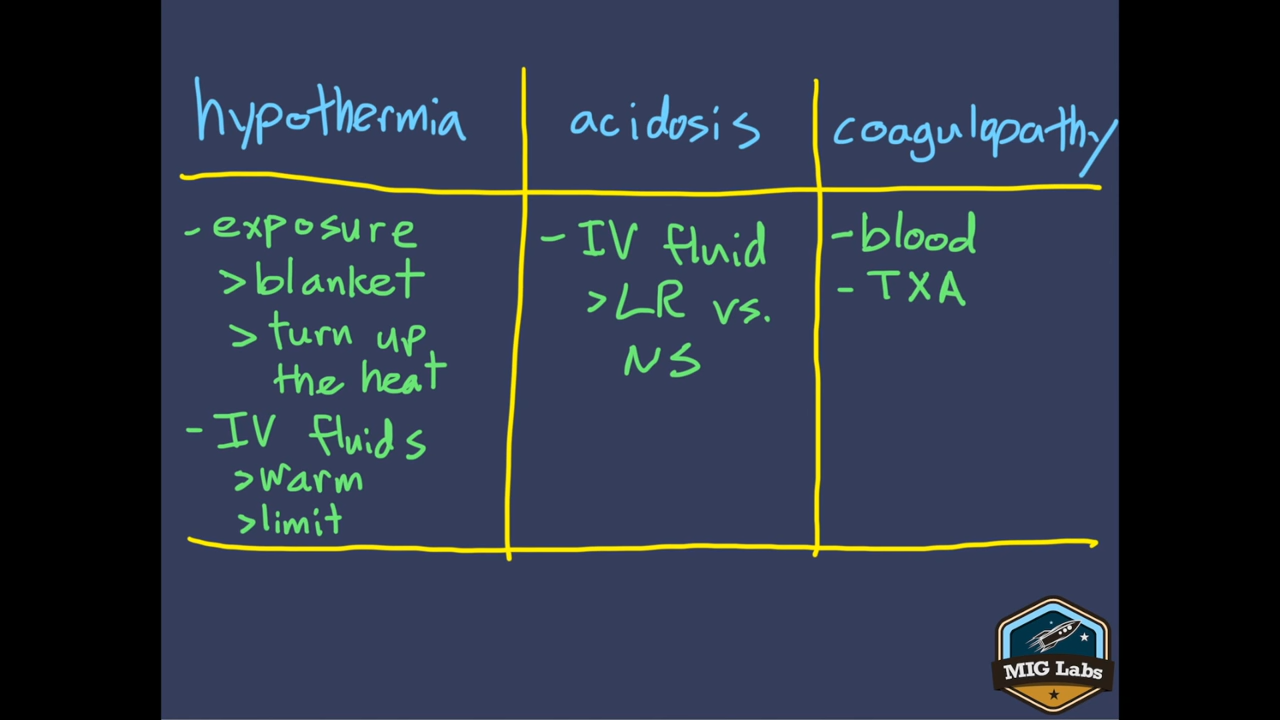 hypothermia
acidosis
coagulopathy
- exposure
> blanket
> turn up
the heat
- IV fluids
> warm
> limit
- IV fluid
> LR vs.
NS
- blood
- TXA
MIG Labs